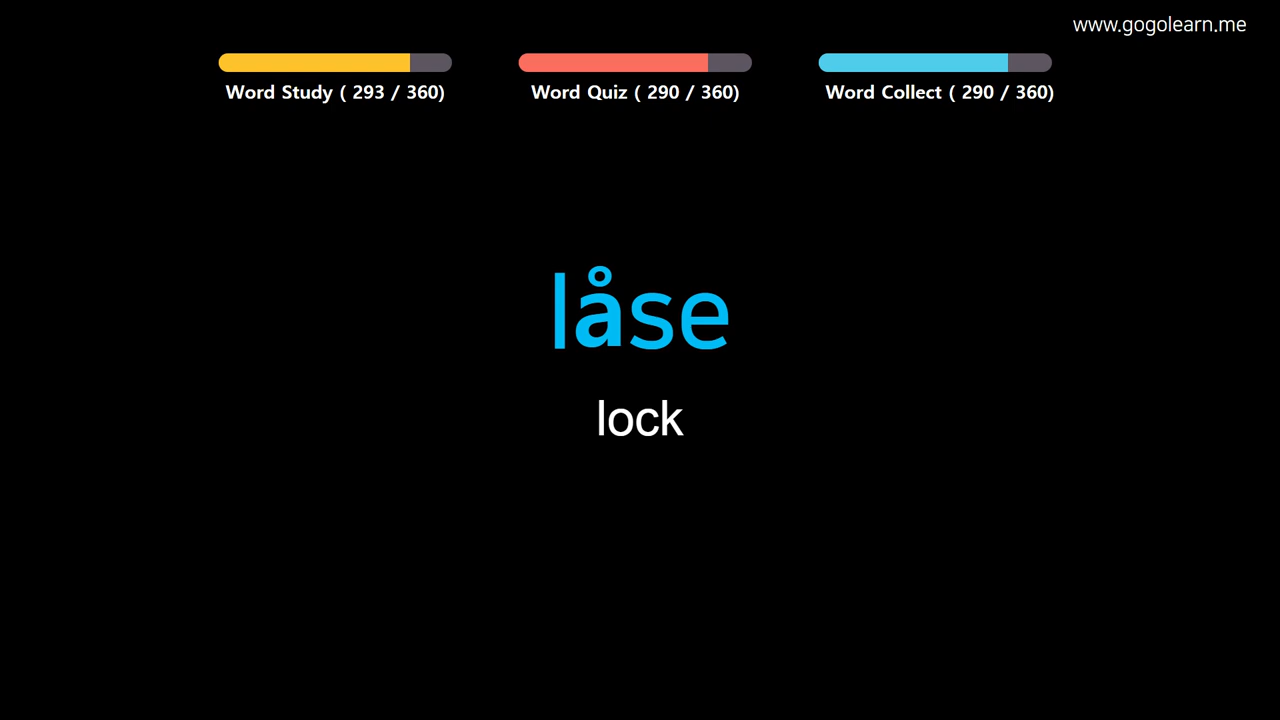 www.gogolearn.me
Word Study ( 293 / 360)
Word Quiz ( 290 / 360)
Word Collect ( 290 / 360)
låse
lock